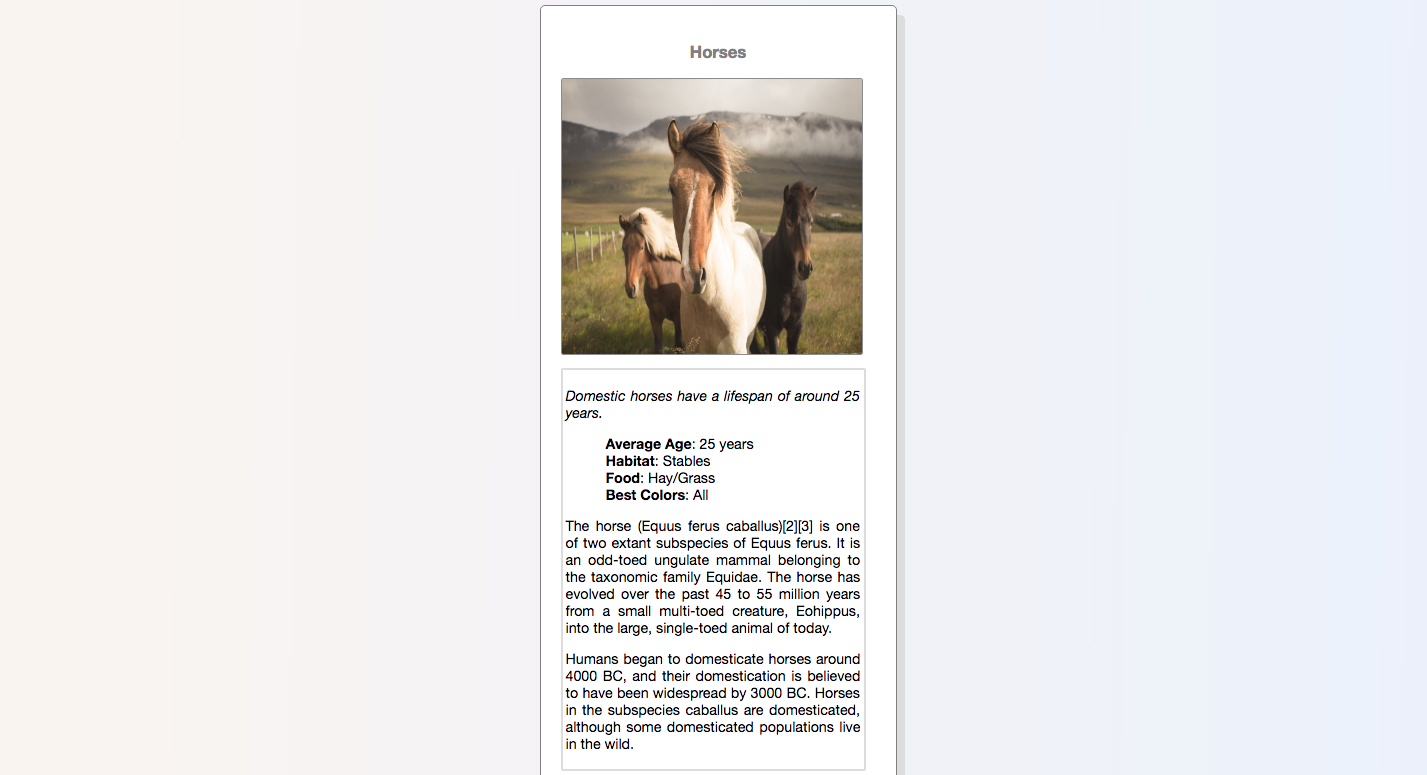 Horses
Domestic horses have a lifespan of around 25
years.
Average Age: 25 years
Habitat: Stables
Food: Hay/Grass
Best Colors: All
The horse (Equus ferus caballus)[2][3] is one
of two extant subspecies of Equus ferus. It is
an odd-toed ungulate mammal belonging to
the taxonomic family Equidae. The horse has
evolved over the past 45 to 55 million years
from a small multi-toed creature, Eohippus,
into the large, single-toed animal of today.
Humans began to domesticate horses around
4000 BC, and their domestication is believed
to have been widespread by 3000 BC. Horses
in the subspecies caballus are domesticated,
although some domesticated populations live
in the wild.